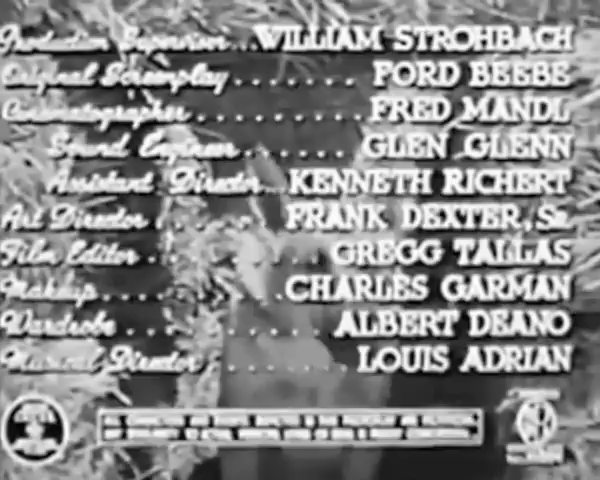 Production Supervisor...WILLIAM STROHBACH
Original Screenplay.......FORD BEEBE
Cinematographer.........FRED MANDL
Sound Engineer......GLEN GLENN
Assistant Director...KENNETH RICHERT
Art Director......FRANK DEXTER, Sr.
Film Editor.........GREGG TALLAS
Makeup..........CHARLES GARMAN
Wardrobe..........ALBERT DEANO
Musical Director.......LOUIS ADRIAN